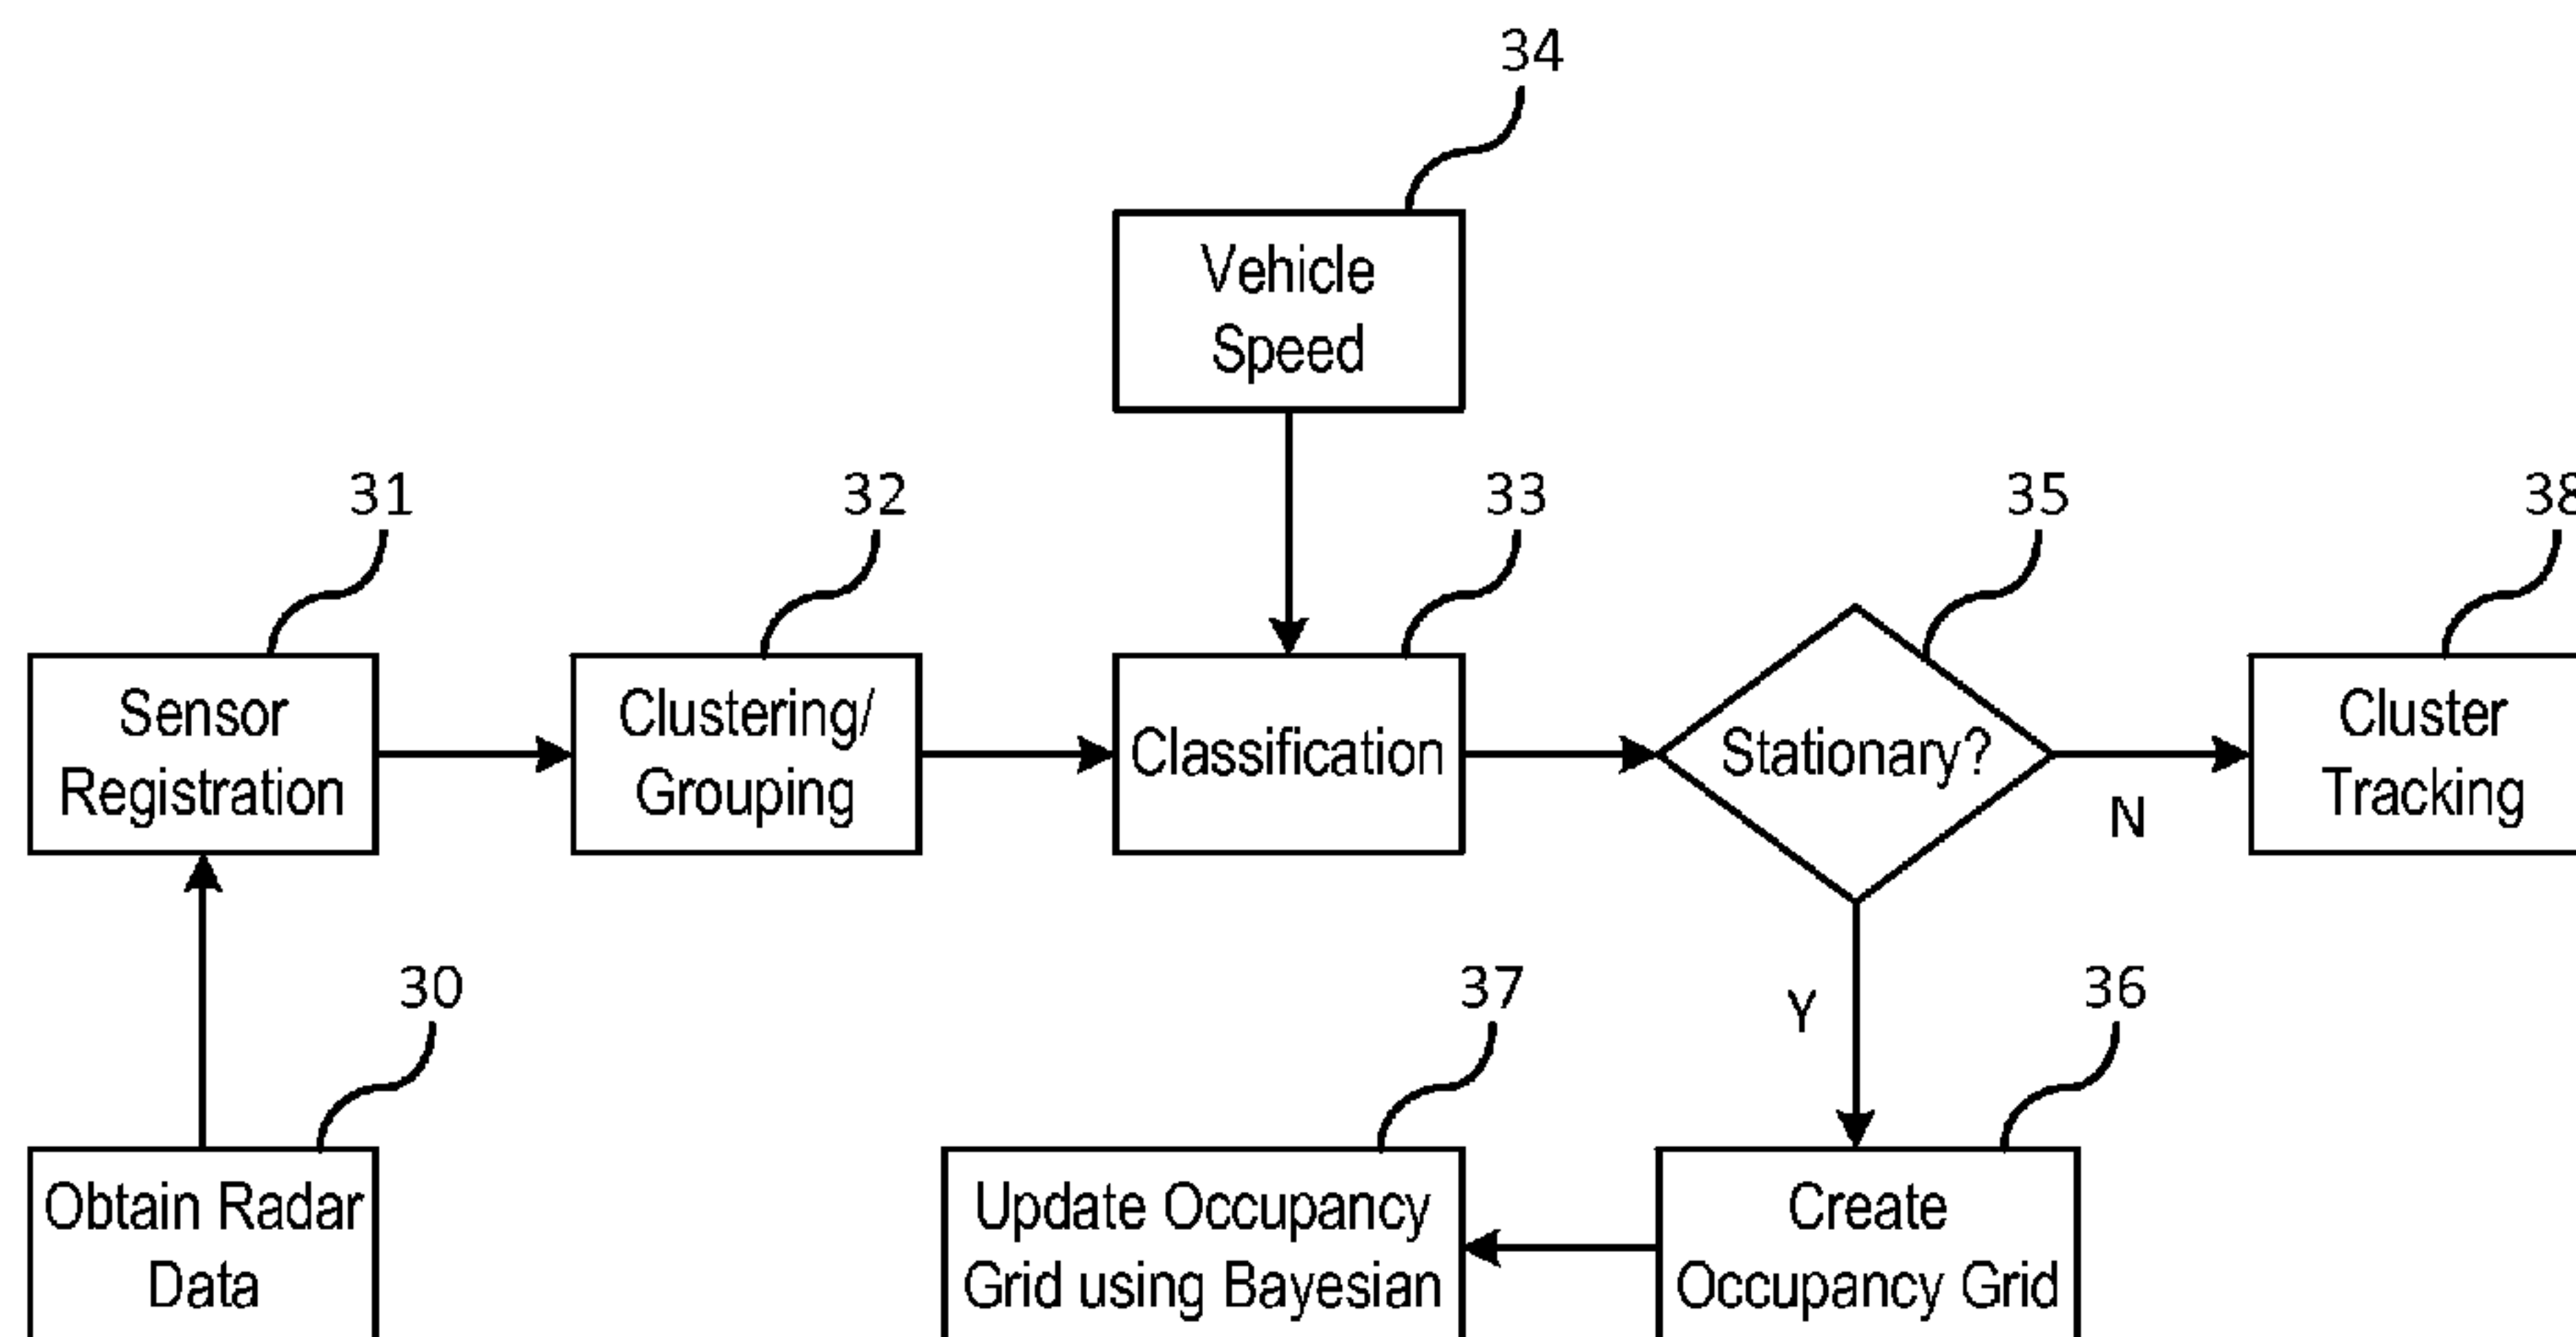 34
Vehicle
Speed
31
32
33
35
38
Sensor
Registration
Clustering/
Grouping
Classification
Stationary?
Cluster
Tracking
N
30
37
Y
36
Obtain Radar
Data
Update Occupancy
Grid using Bayesian
Create
Occupancy Grid